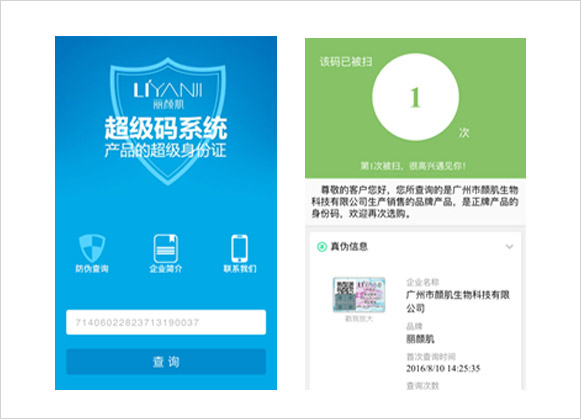 LIYANJI
丽颜肌
超级码系统
产品的超级身份证
防伪查询
企业简介
联系我们
71406022823713190037
查 询
该码已被扫
1
次
第1次被扫，很高兴遇见你！
尊敬的客户您好，您所查询的是广州市颜肌生物
科技有限公司生产销售的品牌产品，是正牌产品的
身份码，欢迎再次选购。
真伪信息
戳我放大
企业名称
广州市颜肌生物科技有限
公司
品牌
丽颜肌
首次查询时间
2016/8/10 14:25:35
查询次数